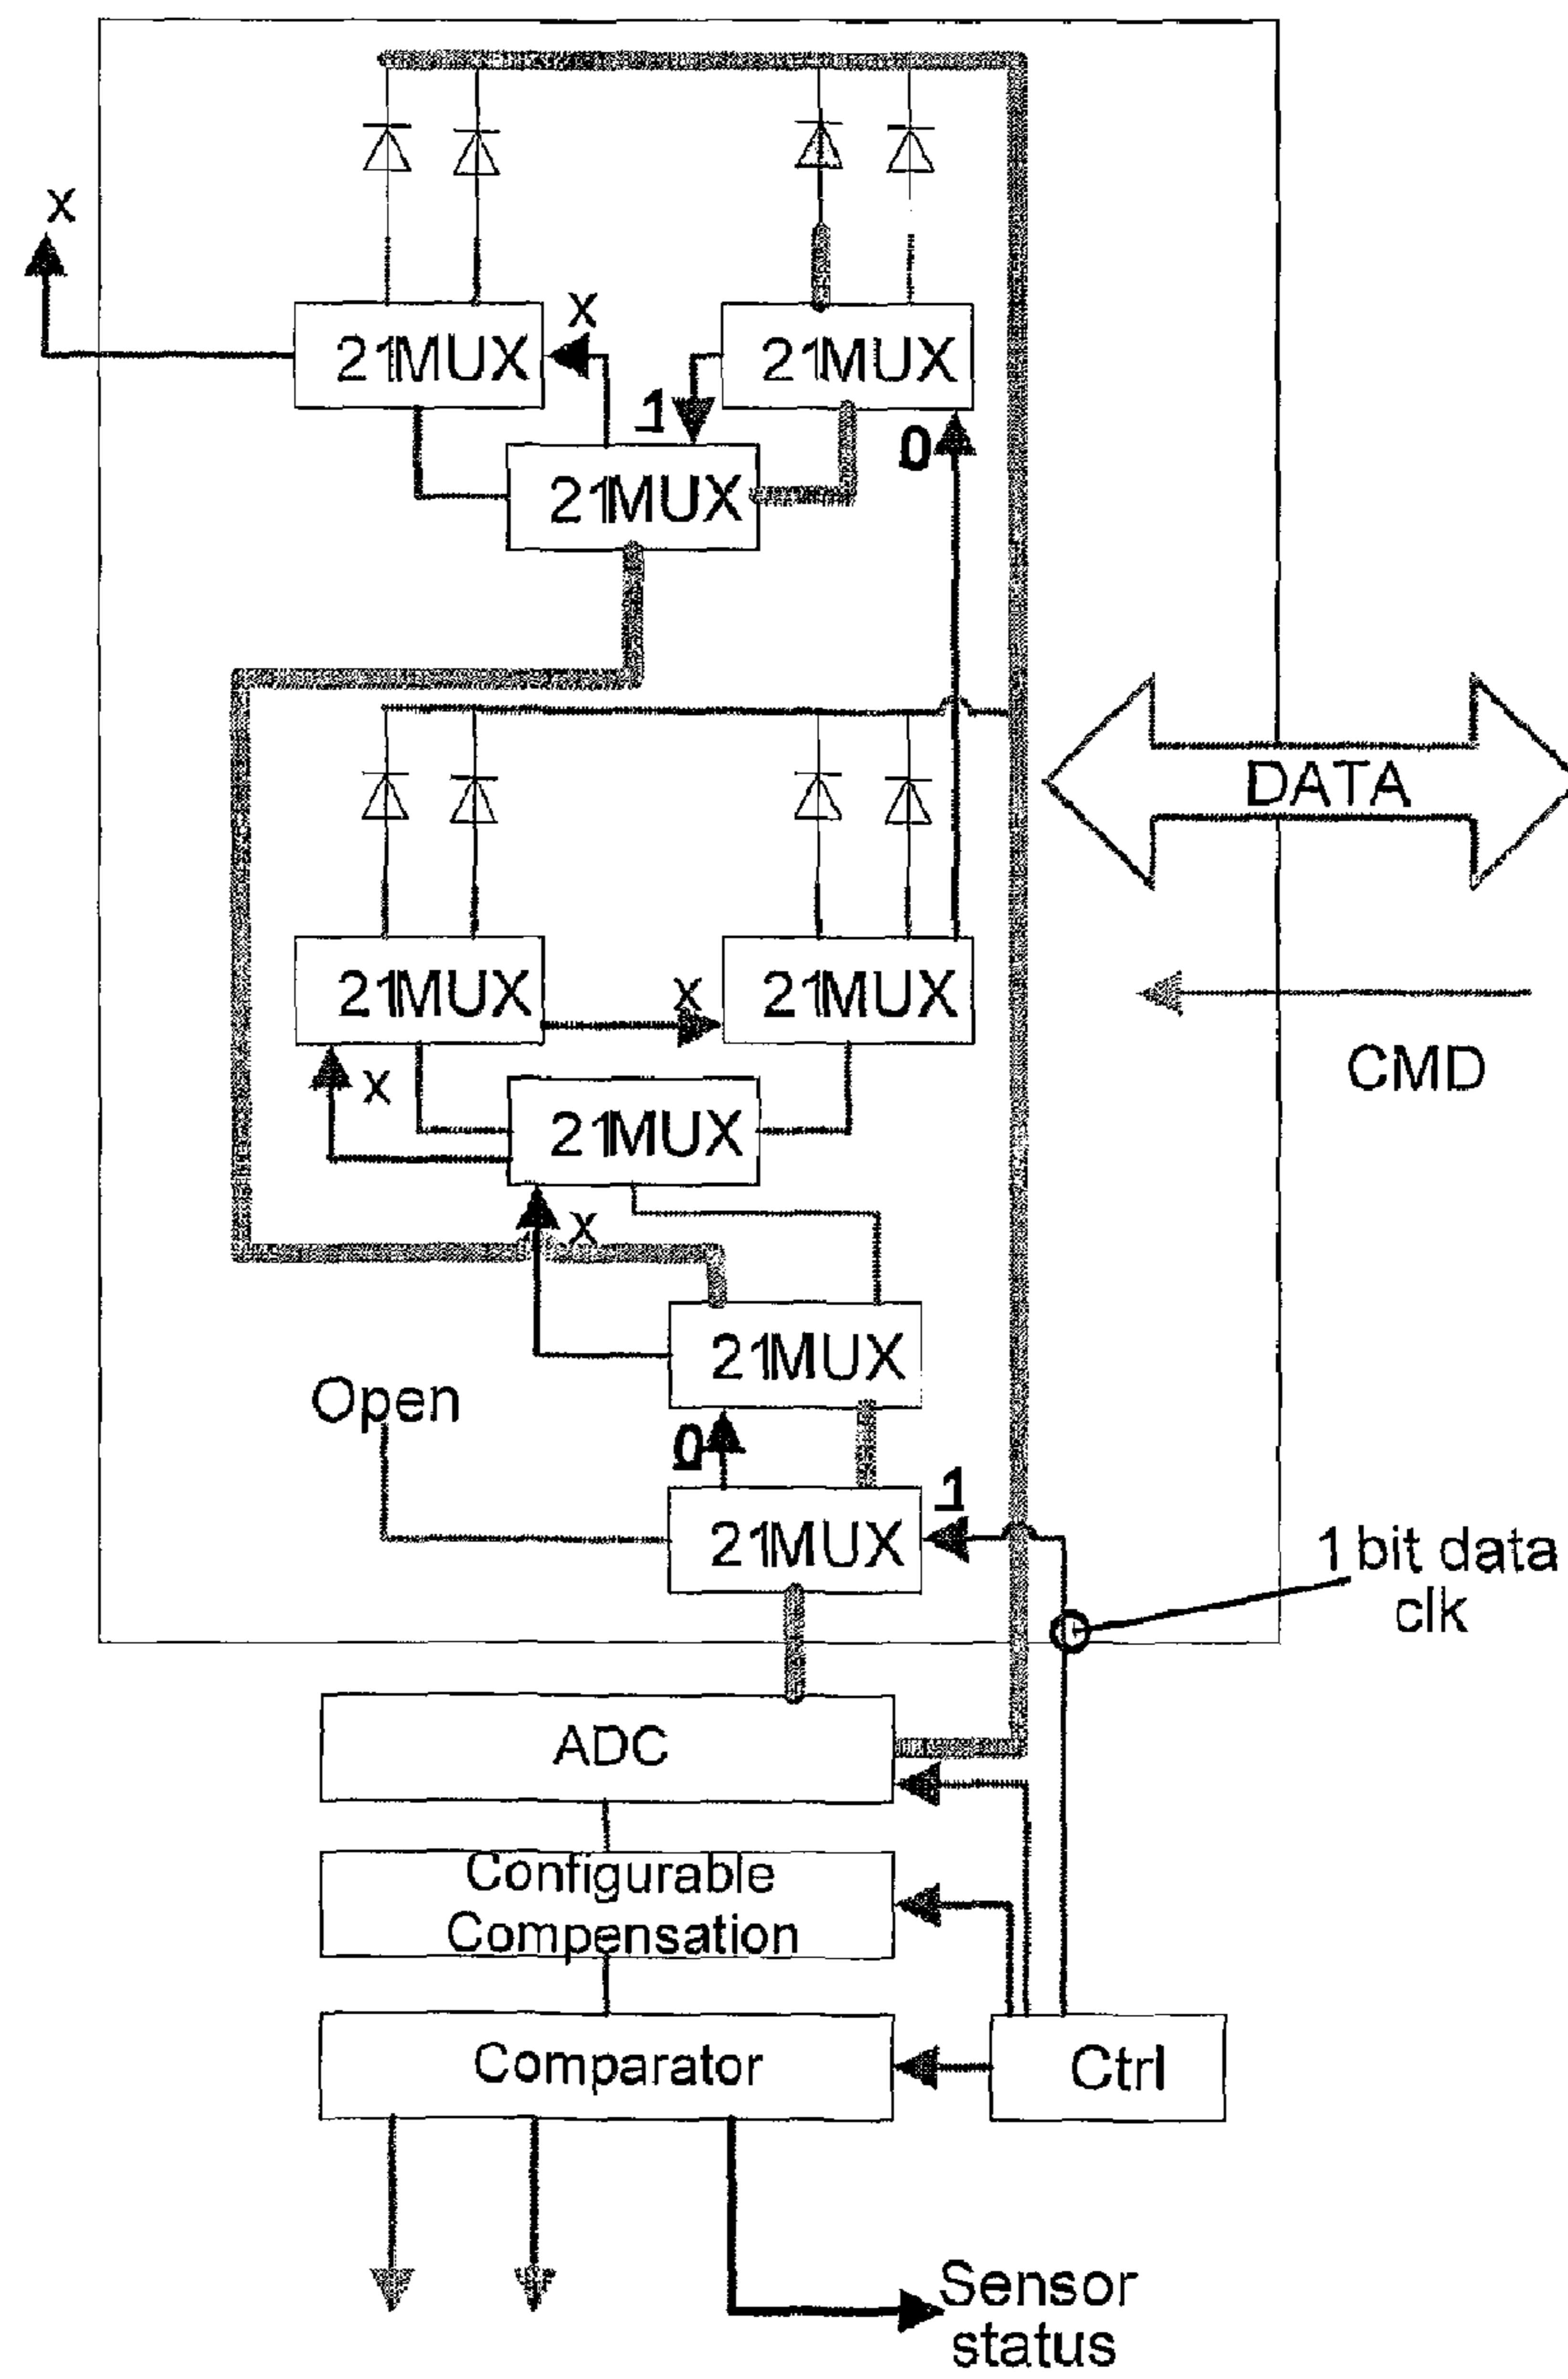 x
21MUX
x
21MUX
1
0
21MUX
DATA
21MUX
x
21MUX
CMD
x
21MUX
x
21MUX
Open
0
1
21MUX
1 bit data
clk
ADC
Configurable
Compensation
Comparator
Ctrl
Sensor
status